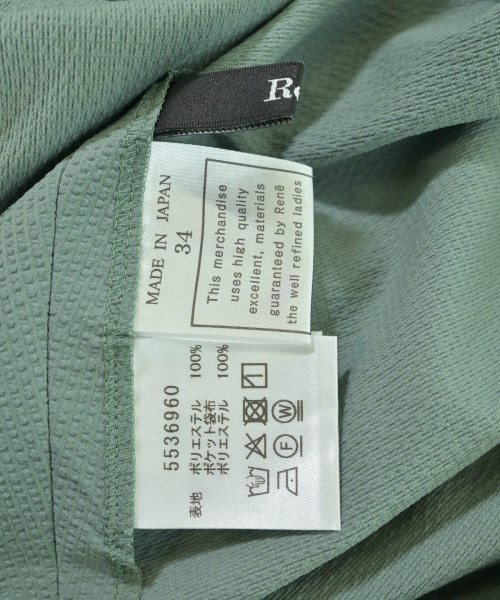 Re
MADE IN JAPAN
34
This merchandise
uses high quality
excellent, materials
guaranteed by René
the well refined ladies
5536960
表地 ポリエステル 100%
ポケット袋布
ポリエステル 100%
W
F